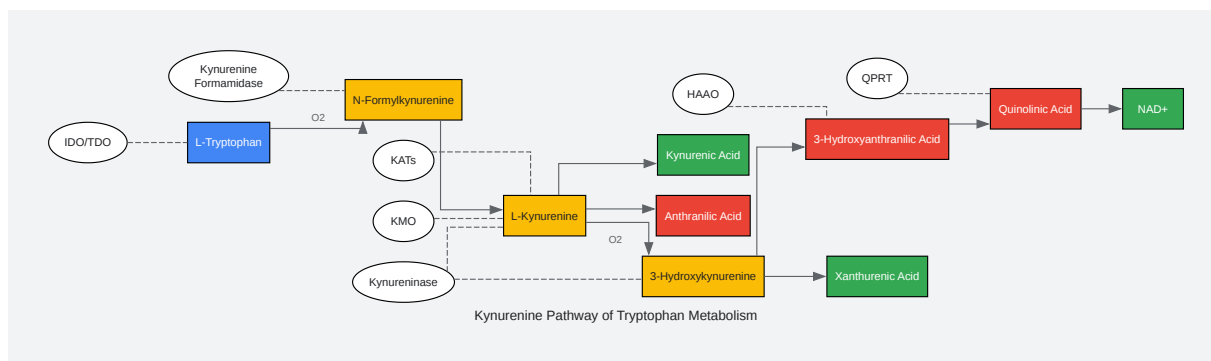 Kynurenine
Formamidase
N-Formylkynurenine
O2
IDO/TDO
L-Tryptophan
KATs
KMO
Kynureninase
L-Kynurenine
O2
Kynurenic Acid
Anthranilic Acid
3-Hydroxykynurenine
Xanthurenic Acid
HAAO
3-Hydroxyanthranilic Acid
QPRT
Quinolinic Acid
NAD+
Kynurenine Pathway of Tryptophan Metabolism